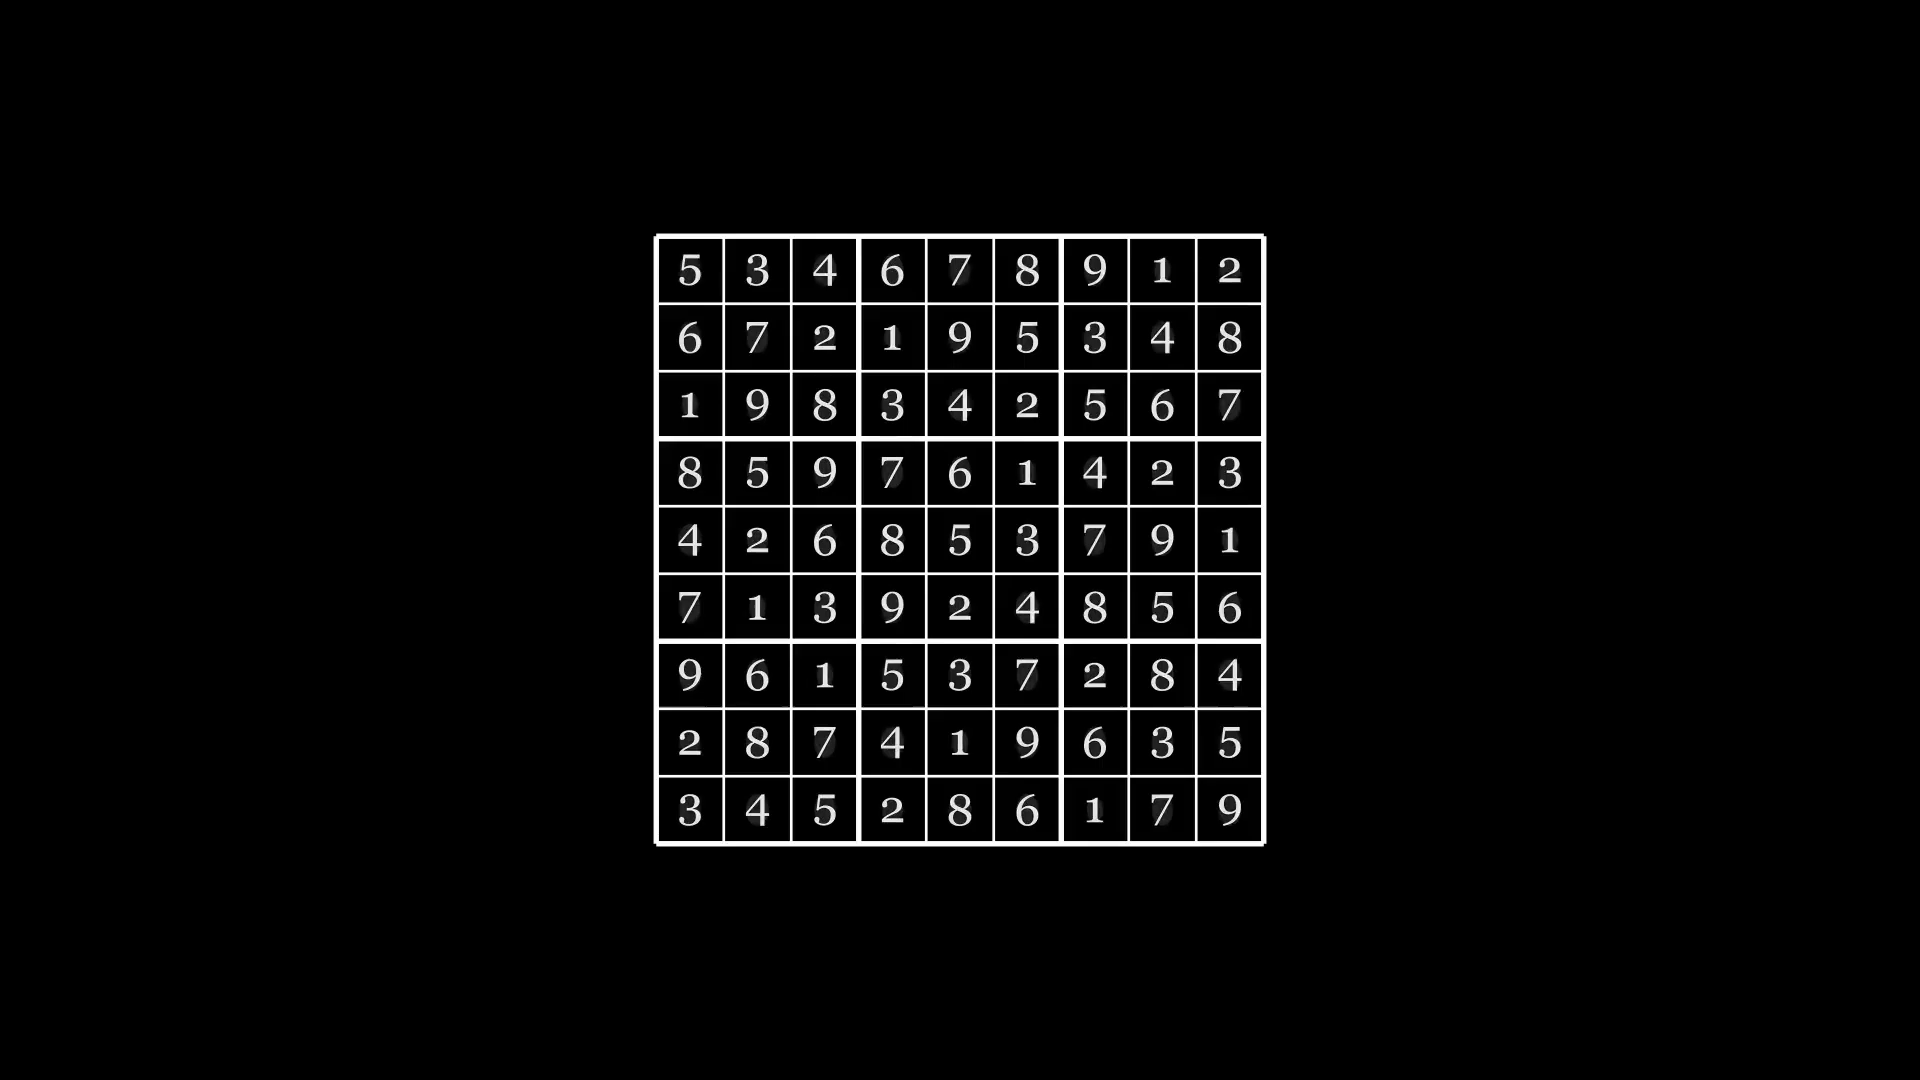 5 3 4 6 7 8 9 1 2
6 7 2 1 9 5 3 4 8
1 9 8 3 4 2 5 6 7
8 5 9 7 6 1 4 2 3
4 2 6 8 5 3 7 9 1
7 1 3 9 2 4 8 5 6
9 6 1 5 3 7 2 8 4
2 8 7 4 1 9 6 3 5
3 4 5 2 8 6 1 7 9